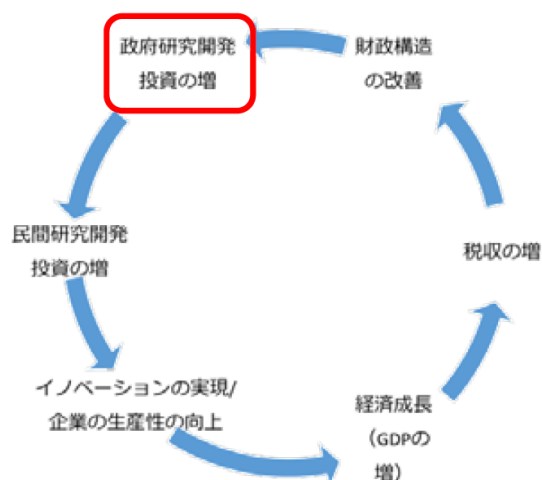 政府研究開発
投資の増
財政構造
の改善
民間研究開発
投資の増
税収の増
イノベーションの実現/
企業の生産性の向上
経済成長
（GDPの
増）